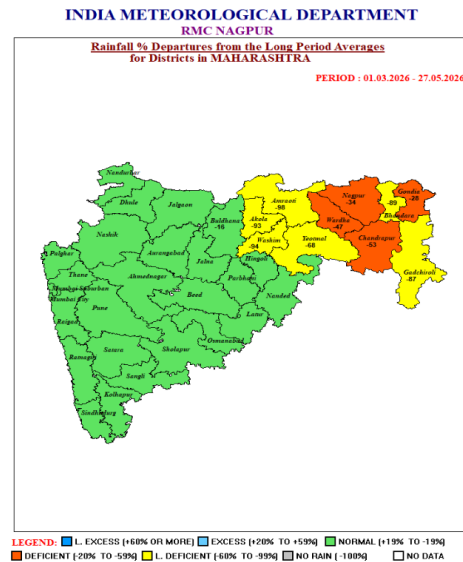 INDIA METEOROLOGICAL DEPARTMENT
RMC NAGPUR
Rainfall % Departures from the Long Period Averages
for Districts in MAHARASHTRA
PERIOD : 01.03.2026 - 27.05.2026
Nandurbar
Dhule
Jalgaon
Buldhana
-16
Akola
-93
Amraoti
-98
Washim
-94
Yeotmal
-68
Wardha
-47
Nagpur
-34
Bhandara
-89
Gondia
-28
Chandrapur
-53
Gadchiroli
-87
Nashik
Aurangabad
Jalna
Hingoli
Parbhani
Nanded
Palghar
Thane
Ahmednagar
Beed
Latur
Mumbai Suburban
Mumbai City
Pune
Raigad
Osmanabad
Satara
Sholapur
Ratnagiri
Sangli
Kolhapur
Sindhudurg
LEGEND: L. EXCESS (+60% OR MORE) EXCESS (+20% TO +59%) NORMAL (+19% TO -19%)
DEFICIENT (-20% TO -59%) L. DEFICIENT (-60% TO -99%) NO RAIN (-100%) NO DATA